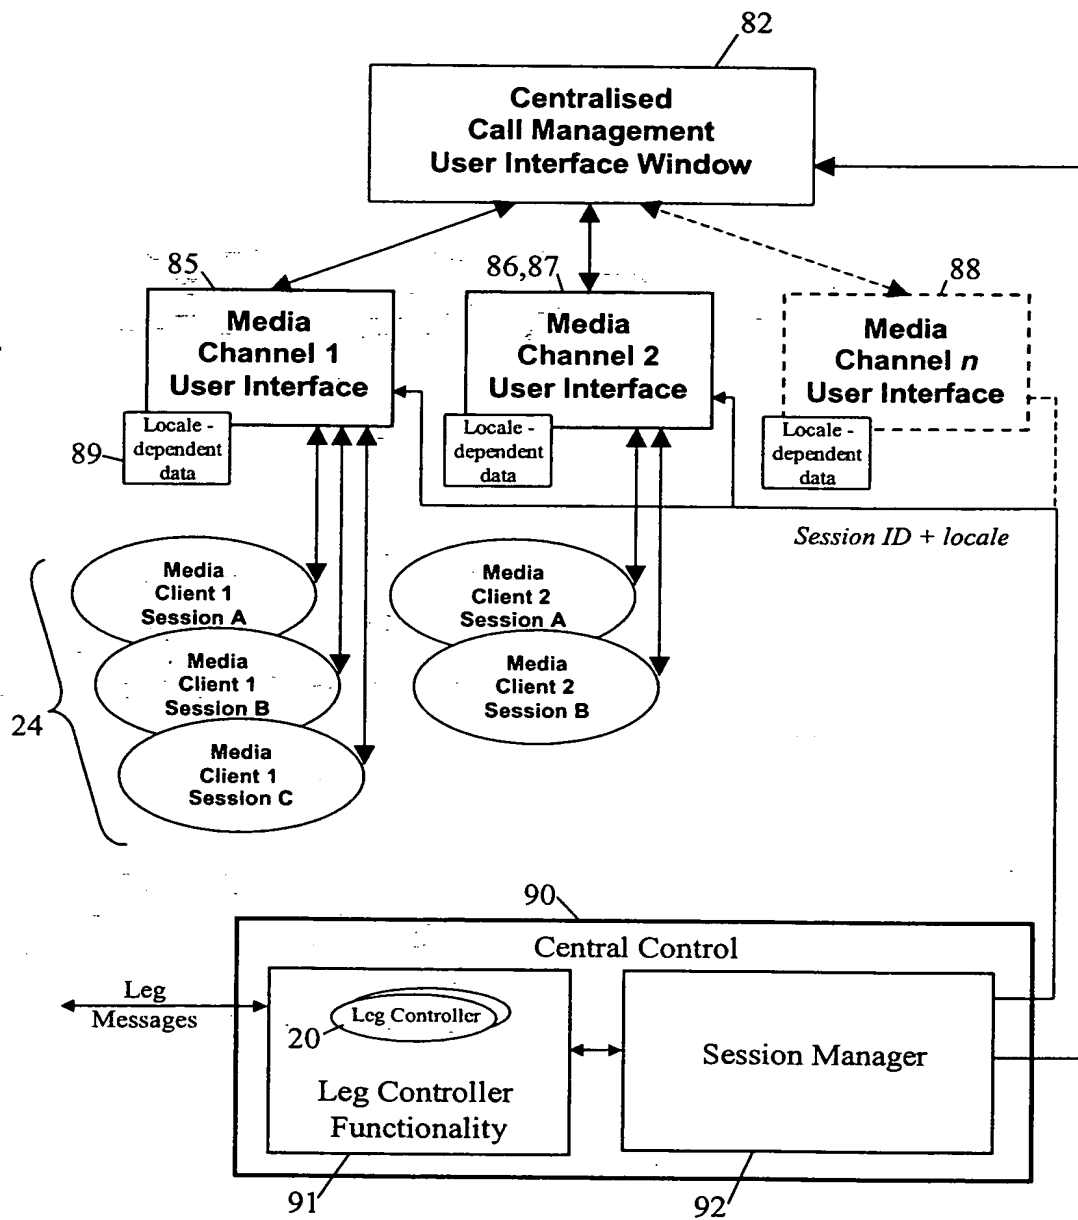 82
Centralised
Call Management
User Interface Window
85
Media
Channel 1
User Interface
86,87
Media
Channel 2
User Interface
88
Media
Channel n
User Interface
89
Locale -
dependent
data
Locale -
dependent
data
Locale -
dependent
data
Session ID + locale
24
Media
Client 1
Session A
Media
Client 1
Session B
Media
Client 1
Session C
Media
Client 2
Session A
Media
Client 2
Session B
90
Central Control
Leg
Messages
20
Leg Controller
Leg Controller
Functionality
Session Manager
91
92